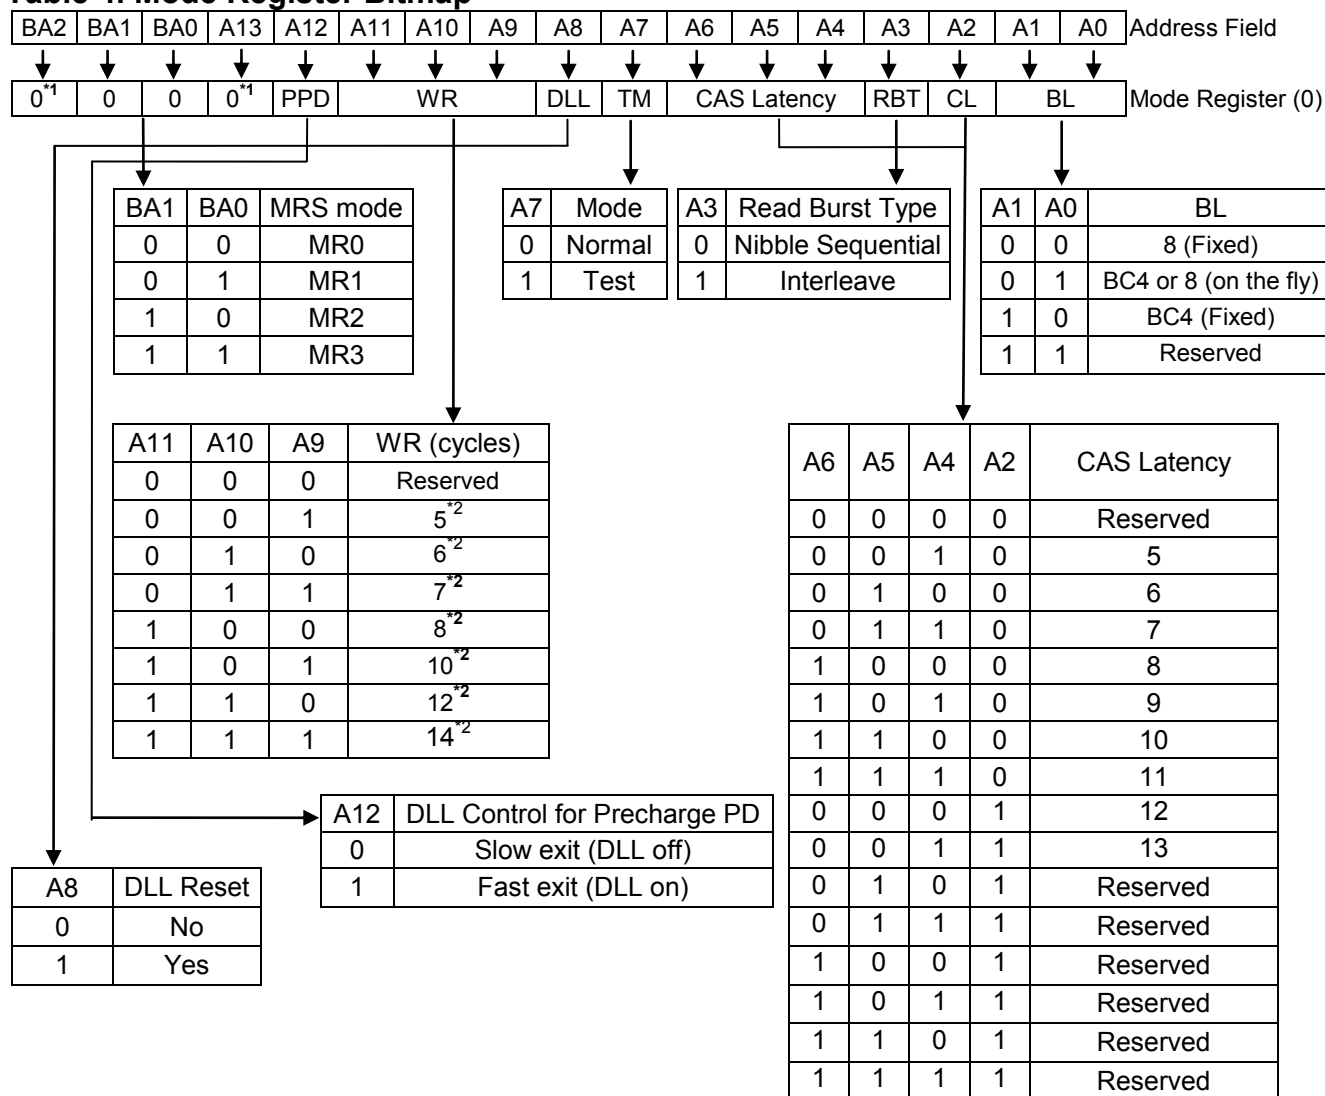 Table 4. Mode Register Bitmap
BA2 BA1 BA0 A13 A12 A11 A10 A9 A8 A7 A6 A5 A4 A3 A2 A1 A0 Address Field
0*1 0 0 0*1 PPD WR DLL TM CAS Latency RBT CL BL Mode Register (0)
BA1 BA0 MRS mode
0 0 MR0
0 1 MR1
1 0 MR2
1 1 MR3
A7 Mode
0 Normal
1 Test
A3 Read Burst Type
0 Nibble Sequential
1 Interleave
A1 A0 BL
0 0 8 (Fixed)
0 1 BC4 or 8 (on the fly)
1 0 BC4 (Fixed)
1 1 Reserved
A11 A10 A9 WR (cycles)
0 0 0 Reserved
0 0 1 5*2
0 1 0 6*2
0 1 1 7*2
1 0 0 8*2
1 0 1 10*2
1 1 0 12*2
1 1 1 14*2
A6 A5 A4 A2 CAS Latency
0 0 0 0 Reserved
0 0 1 0 5
0 1 0 0 6
0 1 1 0 7
1 0 0 0 8
1 0 1 0 9
1 1 0 0 10
1 1 1 0 11
0 0 0 1 12
0 0 1 1 13
0 1 0 1 Reserved
0 1 1 1 Reserved
1 0 0 1 Reserved
1 0 1 1 Reserved
1 1 0 1 Reserved
1 1 1 1 Reserved
A12 DLL Control for Precharge PD
0 Slow exit (DLL off)
1 Fast exit (DLL on)
A8 DLL Reset
0 No
1 Yes